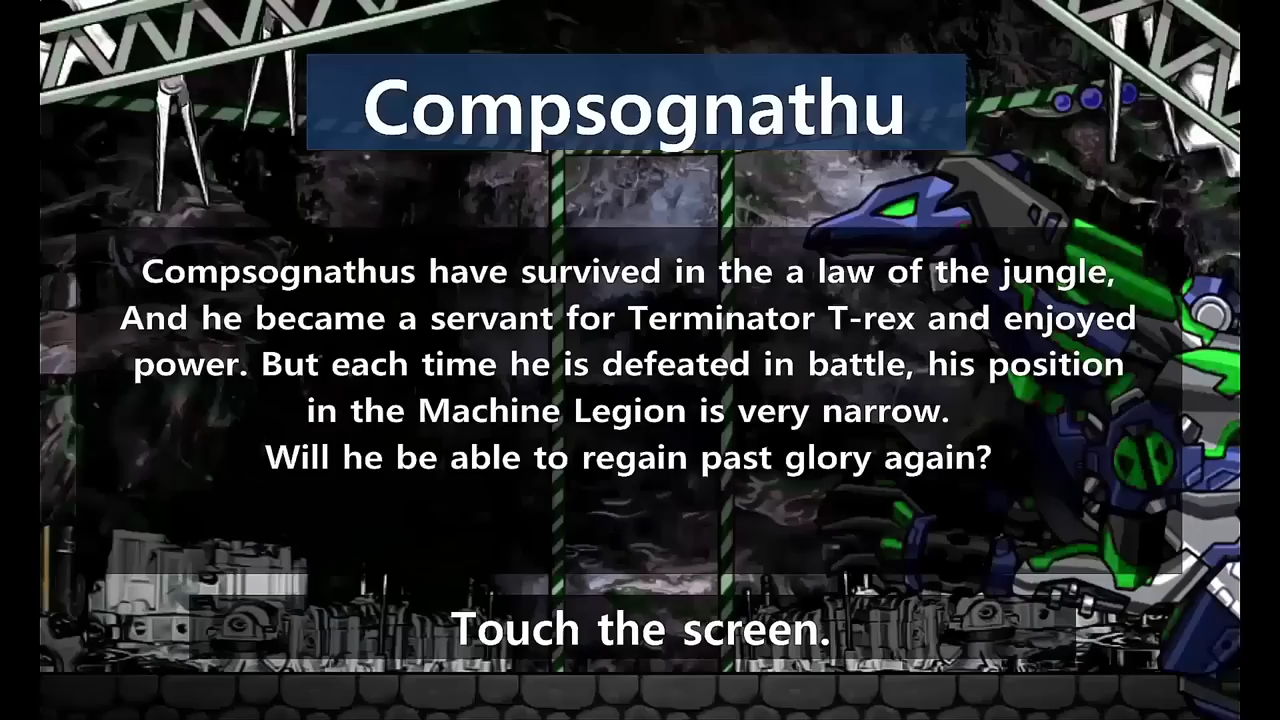 Compsognathu
Compsognathus have survived in the a law of the jungle,
And he became a servant for Terminator T-rex and enjoyed
power. But each time he is defeated in battle, his position
in the Machine Legion is very narrow.
Will he be able to regain past glory again?
Touch the screen.